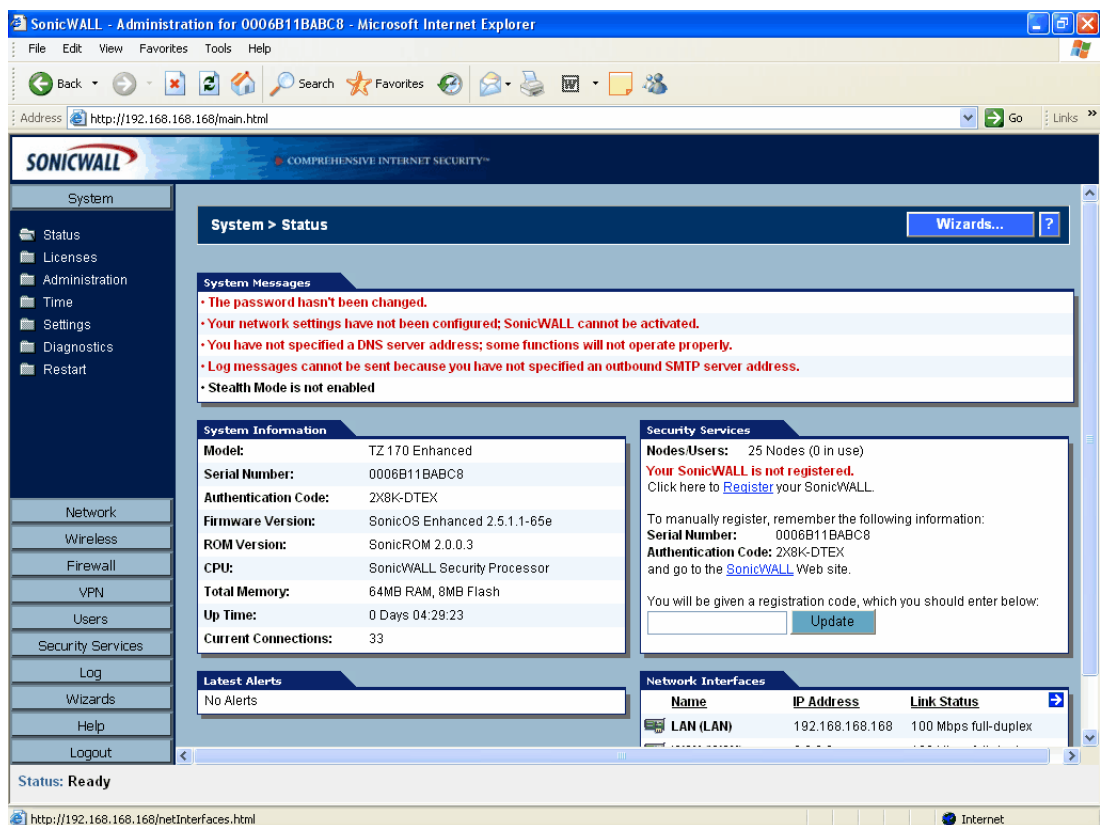 SonicWALL - Administration for 0006B11BABC8 - Microsoft Internet Explorer
File Edit View Favorites Tools Help
Back Search Favorites
Address http://192.168.168.168/main.html Go Links »
SONICWALL COMPREHENSIVE INTERNET SECURITY™
System
Status
Licenses
Administration
Time
Settings
Diagnostics
Restart
Network
Wireless
Firewall
VPN
Users
Security Services
Log
Wizards
Help
Logout
System > Status Wizards... ?
System Messages
· The password hasn't been changed.
· Your network settings have not been configured; SonicWALL cannot be activated.
· You have not specified a DNS server address; some functions will not operate properly.
· Log messages cannot be sent because you have not specified an outbound SMTP server address.
· Stealth Mode is not enabled
System Information
Model: TZ 170 Enhanced
Serial Number: 0006B11BABC8
Authentication Code: 2X8K-DTEX
Firmware Version: SonicOS Enhanced 2.5.1.1-65e
ROM Version: SonicROM 2.0.0.3
CPU: SonicWALL Security Processor
Total Memory: 64MB RAM, 8MB Flash
Up Time: 0 Days 04:29:23
Current Connections: 33
Security Services
Nodes/Users: 25 Nodes (0 in use)
Your SonicWALL is not registered.
Click here to Register your SonicWALL.
To manually register, remember the following information:
Serial Number: 0006B11BABC8
Authentication Code: 2X8K-DTEX
and go to the SonicWALL Web site.
You will be given a registration code, which you should enter below:
Update
Latest Alerts
No Alerts
Network Interfaces
Name IP Address Link Status
LAN (LAN) 192.168.168.168 100 Mbps full-duplex
Status: Ready
http://192.168.168.168/netInterfaces.html Internet